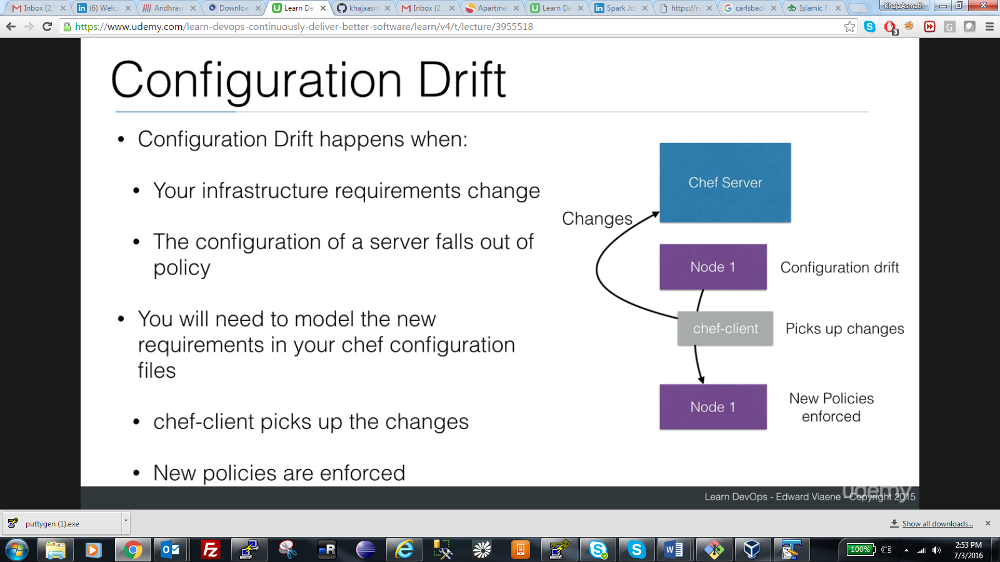 Inbox (2,
(6) Welco
Andhraw
Downloa
Learn De
khajaasm
Inbox (2,
Apartme
Learn De
Spark Jo
https://ra
carlsbad
Islamic F
KhajaAsmath
https://www.udemy.com/learn-devops-continuously-deliver-better-software/learn/v4/t/lecture/3955518
3
Configuration Drift
• Configuration Drift happens when:
• Your infrastructure requirements change
• The configuration of a server falls out of
policy
• You will need to model the new
requirements in your chef configuration
files
• chef-client picks up the changes
• New policies are enforced
Chef Server
Changes
Node 1
Configuration drift
chef-client
Picks up changes
Node 1
New Policies
enforced
udemy
Learn DevOps - Edward Viaene - Copyright 2015
puttygen (1).exe
Show all downloads...
100%
2:53 PM
7/3/2016